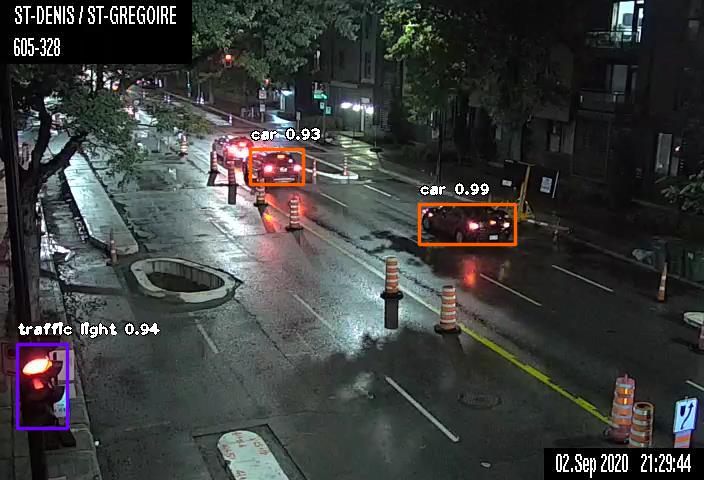 ST-DENIS / ST-GREGOIRE
605-328
car 0.93
car 0.99
traffic light 0.94
02.Sep 2020 21:29:44